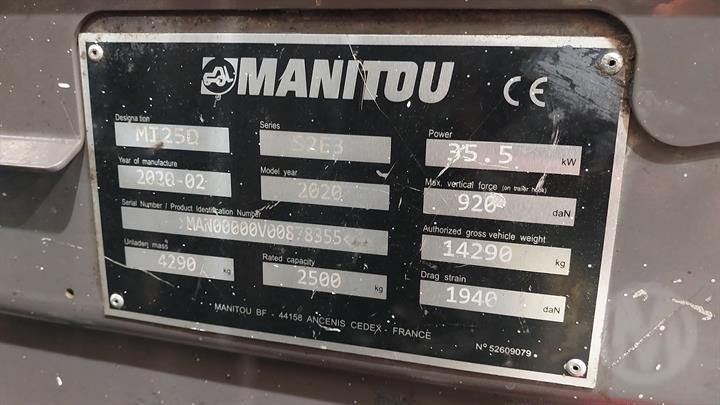 MANITOU CE
Designation
MI25D
Series
S2E3
Power
35.5 kW
Year of manufacture
2020-02
Model year
2020
Max. vertical force (on trailer hook)
920 daN
Serial Number / Product Identification Number
>MAN00000V00878355<
Authorized gross vehicle weight
14290 kg
Unladen mass
4290 kg
Rated capacity
2500 kg
Drag strain
1940 daN
MANITOU BF - 44158 ANCENIS CEDEX - FRANCE
N° 52609079